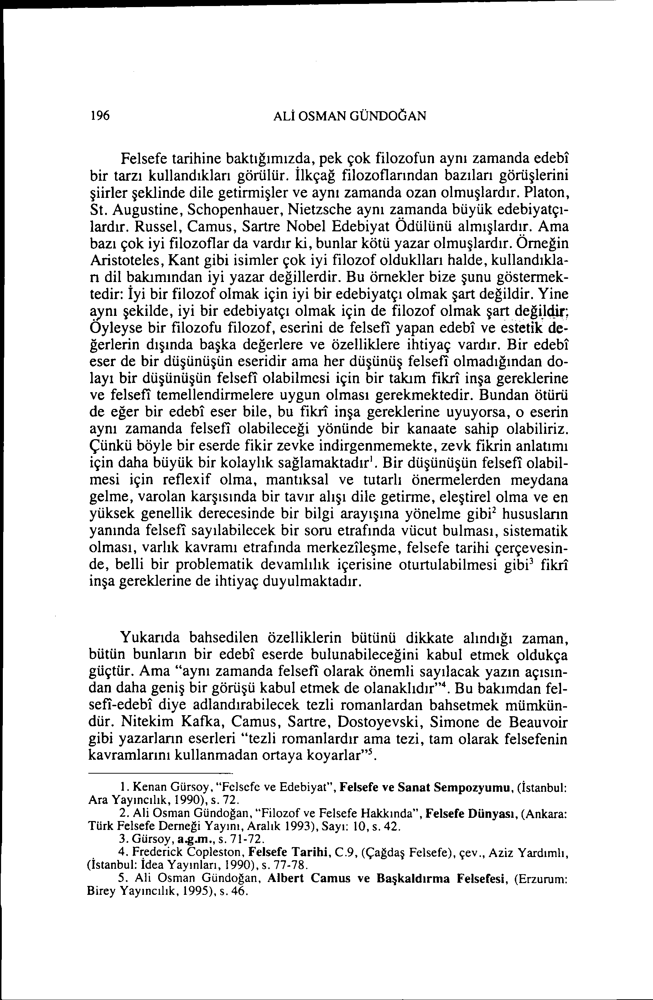 196
ALİ OSMAN GÜNDOĞAN
Felsefe tarihine baktığımızda, pek çok filozofun aynı zamanda edebî
bir tarzı kullandıkları görülür. İlkçağ filozoflarından bazıları görüşlerini
şiirler şeklinde dile getirmişler ve aynı zamanda ozan olmuşlardır. Platon,
St. Augustine, Schopenhauer, Nietzsche aynı zamanda büyük edebiyatçı-
lardır. Russel, Camus, Sartre Nobel Edebiyat Ödülünü almışlardır. Ama
bazı çok iyi filozoflar da vardır ki, bunlar kötü yazar olmuşlardır. Örneğin
Aristoteles, Kant gibi isimler çok iyi filozof olduklları halde, kullandıkla-
rı dil bakımından iyi yazar değillerdir. Bu örnekler bize şunu göstermek-
tedir: İyi bir filozof olmak için iyi bir edebiyatçı olmak şart değildir. Yine
aynı şekilde, iyi bir edebiyatçı olmak için de filozof olmak şart değildir;
Öyleyse bir filozofu filozof, eserini de felsefî yapan edebî ve estetik de-
ğerlerin dışında başka değerlere ve özelliklere ihtiyaç vardır. Bir edebî
eser de bir düşünüşün eseridir ama her düşünüş felsefî olmadığından do-
layı bir düşünüşün felsefî olabilmesi için bir takım fikrî inşa gereklerine
ve felsefî temellendirmelere uygun olması gerekmektedir. Bundan ötürü
de eğer bir edebî eser bile, bu fikrî inşa gereklerine uyuyorsa, o eserin
aynı zamanda felsefî olabileceği yönünde bir kanaate sahip olabiliriz.
Çünkü böyle bir eserde fikir zevke indirgenmemekte, zevk fikrin anlatımı
için daha büyük bir kolaylık sağlamaktadır¹. Bir düşünüşün felsefî olabil-
mesi için reflexif olma, mantıksal ve tutarlı önermelerden meydana
gelme, varolan karşısında bir tavır alışı dile getirme, eleştirel olma ve en
yüksek genellik derecesinde bir bilgi arayışına yönelme gibi² hususların
yanında felsefî sayılabilecek bir soru etrafında vücut bulması, sistematik
olması, varlık kavramı etrafında merkezîleşme, felsefe tarihi çerçevesin-
de, belli bir problematik devamlılık içerisine oturtulabilmesi gibi³ fikrî
inşa gereklerine de ihtiyaç duyulmaktadır.
Yukarıda bahsedilen özelliklerin bütünü dikkate alındığı zaman,
bütün bunların bir edebî eserde bulunabileceğini kabul etmek oldukça
güçtür. Ama “aynı zamanda felsefî olarak önemli sayılacak yazın açısın-
dan daha geniş bir görüşü kabul etmek de olanaklıdır”⁴. Bu bakımdan fel-
sefî-edebî diye adlandırabilecek tezli romanlardan bahsetmek mümkün-
dür. Nitekim Kafka, Camus, Sartre, Dostoyevski, Simone de Beauvoir
gibi yazarların eserleri “tezli romanlardır ama tezi, tam olarak felsefenin
kavramlarını kullanmadan ortaya koyarlar”⁵.
1. Kenan Gürsoy, “Felsefe ve Edebiyat”, Felsefe ve Sanat Sempozyumu, (İstanbul:
Ara Yayıncılık, 1990), s. 72.
2. Ali Osman Gündoğan, “Filozof ve Felsefe Hakkında”, Felsefe Dünyası, (Ankara:
Türk Felsefe Derneği Yayını, Aralık 1993), Sayı: 10, s. 42.
3. Gürsoy, a.g.m., s. 71-72.
4. Frederick Copleston, Felsefe Tarihi, C.9, (Çağdaş Felsefe), çev., Aziz Yardımlı,
(İstanbul: İdea Yayınları, 1990), s. 77-78.
5. Ali Osman Gündoğan, Albert Camus ve Başkaldırma Felsefesi, (Erzurum:
Birey Yayıncılık, 1995), s. 46.